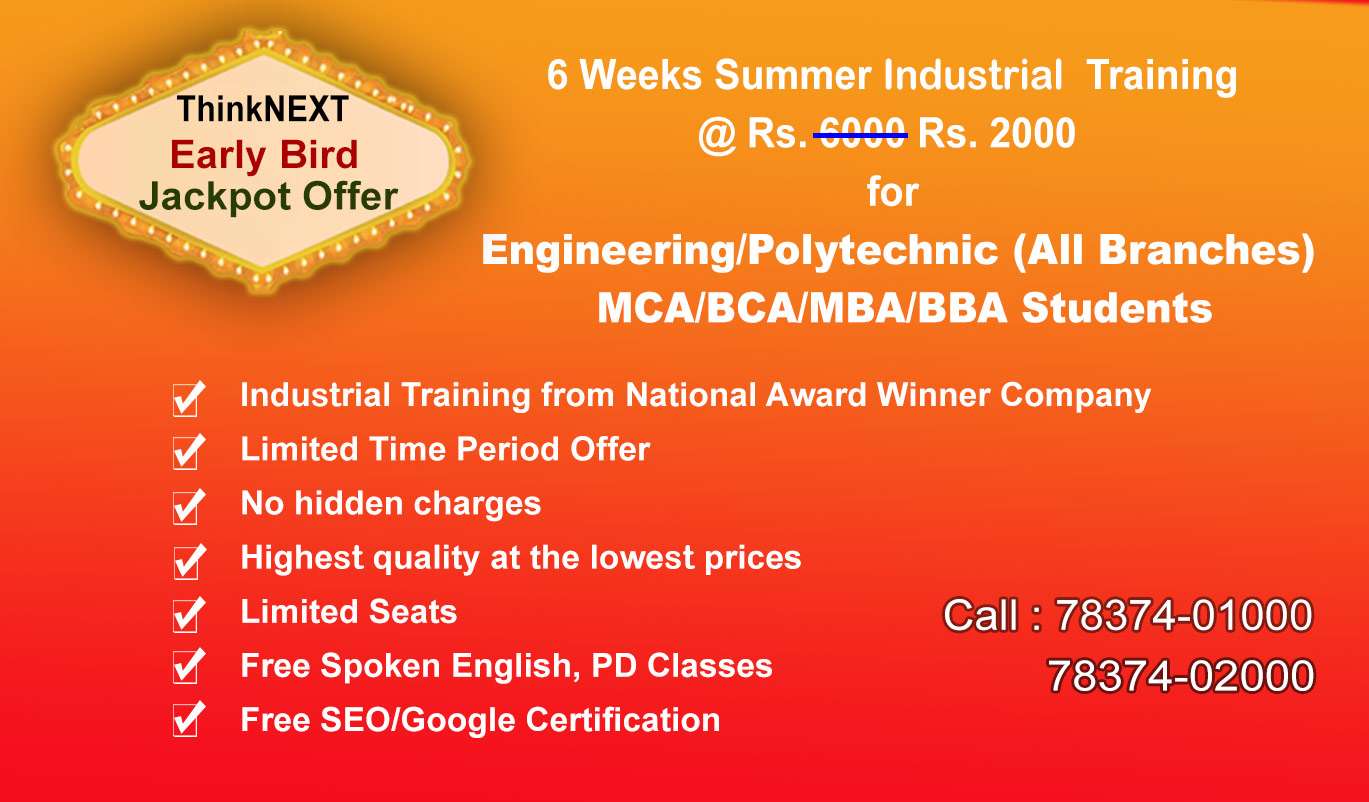 ThinkNEXT
Early Bird
Jackpot Offer
6 Weeks Summer Industrial Training
@ Rs. 6000 Rs. 2000
for
Engineering/Polytechnic (All Branches)
MCA/BCA/MBA/BBA Students
Industrial Training from National Award Winner Company
Limited Time Period Offer
No hidden charges
Highest quality at the lowest prices
Limited Seats
Free Spoken English, PD Classes
Free SEO/Google Certification
Call : 78374-01000
78374-02000